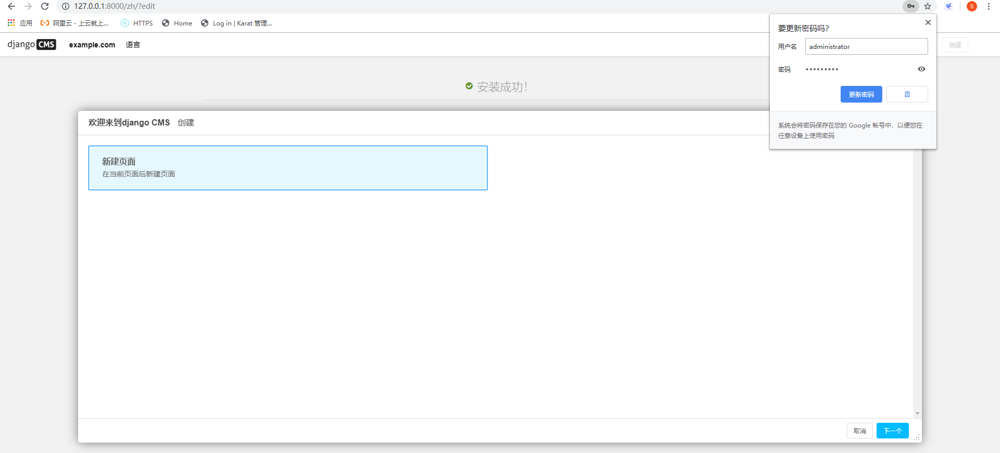 127.0.0.1:8000/zh/?edit
应用
阿里云 - 上云就上...
HTTPS
Home
Log in | Karat 管理...
django CMS
example.com
语言
创建
要更新密码吗?
用户名
administrator
密码
•••••••••
更新密码
否
系统会将密码保存在您的 Google 帐号中，以便您在
任意设备上使用密码
S
安装成功!
欢迎来到django CMS 创建
新建页面
在当前页面后新建页面
取消
下一个